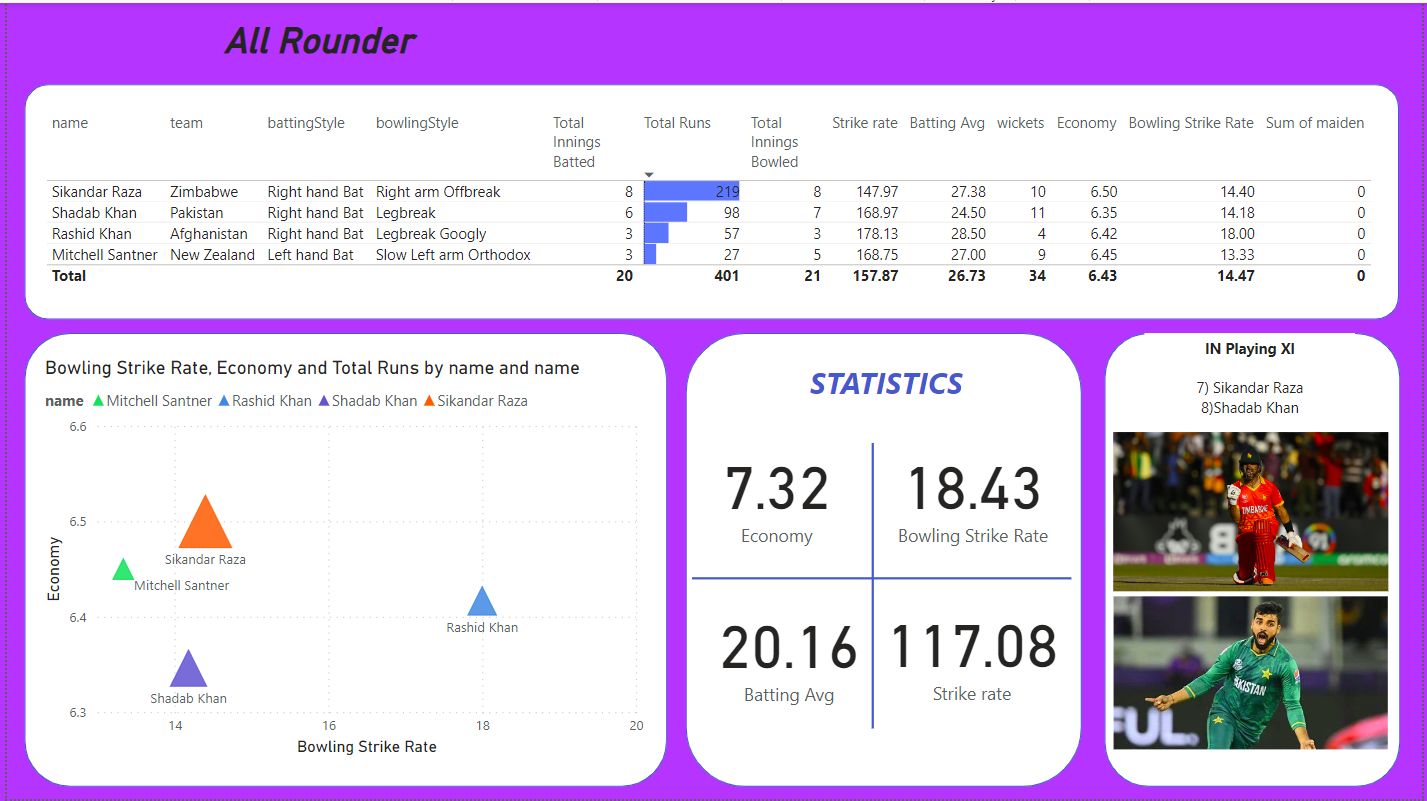 All Rounder
name team battingStyle bowlingStyle Total Innings Batted Total Runs Total Innings Bowled Strike rate Batting Avg wickets Economy Bowling Strike Rate Sum of maiden
Sikandar Raza Zimbabwe Right hand Bat Right arm Offbreak 8 219 8 147.97 27.38 10 6.50 14.40 0
Shadab Khan Pakistan Right hand Bat Legbreak 6 98 7 168.97 24.50 11 6.35 14.18 0
Rashid Khan Afghanistan Right hand Bat Legbreak Googly 3 57 3 178.13 28.50 4 6.42 18.00 0
Mitchell Santner New Zealand Left hand Bat Slow Left arm Orthodox 3 27 5 168.75 27.00 9 6.45 13.33 0
Total 20 401 21 157.87 26.73 34 6.43 14.47 0
Bowling Strike Rate, Economy and Total Runs by name and name
name Mitchell Santner Rashid Khan Shadab Khan Sikandar Raza
6.6
6.5
6.4
6.3
Economy
Sikandar Raza
Mitchell Santner
Rashid Khan
Shadab Khan
14 16 18 20
Bowling Strike Rate
STATISTICS
7.32 18.43
Economy Bowling Strike Rate
20.16 117.08
Batting Avg Strike rate
IN Playing XI
7) Sikandar Raza
8)Shadab Khan
ZIMBABWE
8
91
aramco
PAKISTAN
FUL.